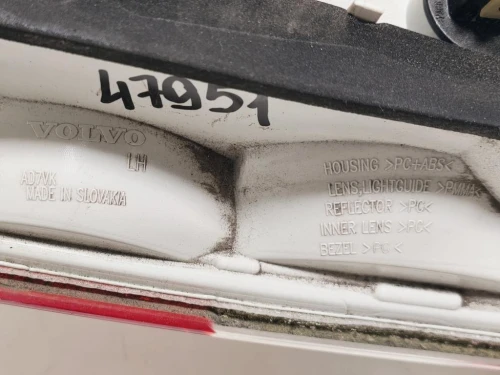 47951
VOLVO
LH
AD7VK
MADE IN SLOVAKIA
HOUSING >PC+ABS<
LENS,LIGHTGUIDE >PMMA<
REFLECTOR >PC<
INNER LENS >PC<
BEZEL >PC<